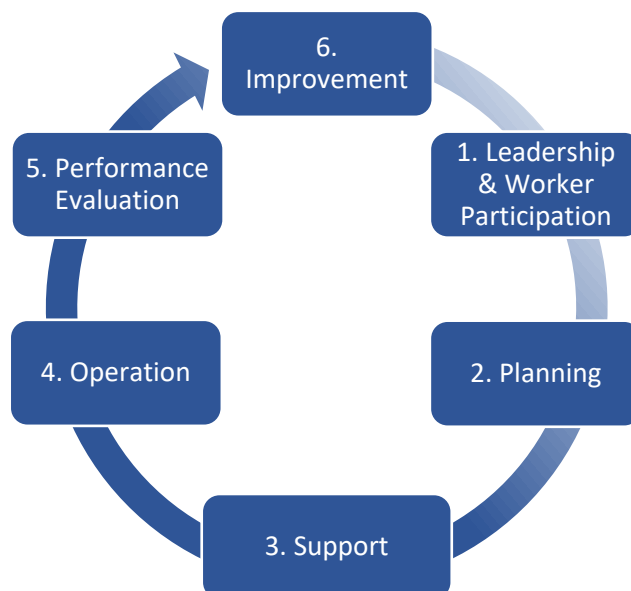 6.
Improvement
1. Leadership
& Worker
Participation
2. Planning
3. Support
4. Operation
5. Performance
Evaluation